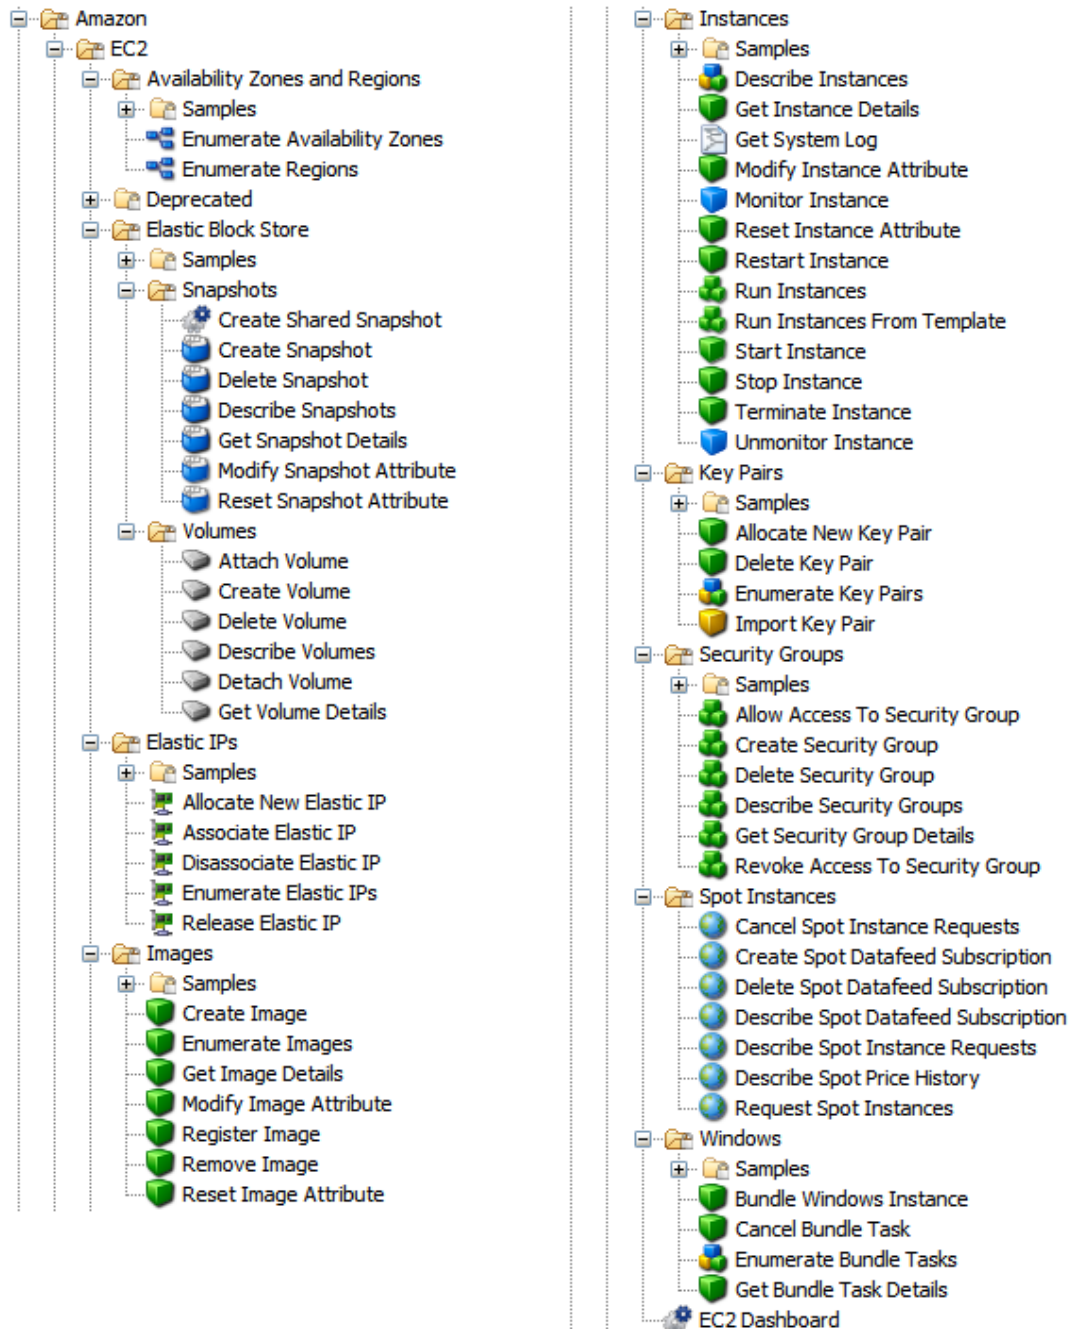 Amazon
EC2
Availability Zones and Regions
Samples
Enumerate Availability Zones
Enumerate Regions
Deprecated
Elastic Block Store
Samples
Snapshots
Create Shared Snapshot
Create Snapshot
Delete Snapshot
Describe Snapshots
Get Snapshot Details
Modify Snapshot Attribute
Reset Snapshot Attribute
Volumes
Attach Volume
Create Volume
Delete Volume
Describe Volumes
Detach Volume
Get Volume Details
Elastic IPs
Samples
Allocate New Elastic IP
Associate Elastic IP
Disassociate Elastic IP
Enumerate Elastic IPs
Release Elastic IP
Images
Samples
Create Image
Enumerate Images
Get Image Details
Modify Image Attribute
Register Image
Remove Image
Reset Image Attribute
Instances
Samples
Describe Instances
Get Instance Details
Get System Log
Modify Instance Attribute
Monitor Instance
Reset Instance Attribute
Restart Instance
Run Instances
Run Instances From Template
Start Instance
Stop Instance
Terminate Instance
Unmonitor Instance
Key Pairs
Samples
Allocate New Key Pair
Delete Key Pair
Enumerate Key Pairs
Import Key Pair
Security Groups
Samples
Allow Access To Security Group
Create Security Group
Delete Security Group
Describe Security Groups
Get Security Group Details
Revoke Access To Security Group
Spot Instances
Cancel Spot Instance Requests
Create Spot Datafeed Subscription
Delete Spot Datafeed Subscription
Describe Spot Datafeed Subscription
Describe Spot Instance Requests
Describe Spot Price History
Request Spot Instances
Windows
Samples
Bundle Windows Instance
Cancel Bundle Task
Enumerate Bundle Tasks
Get Bundle Task Details
EC2 Dashboard